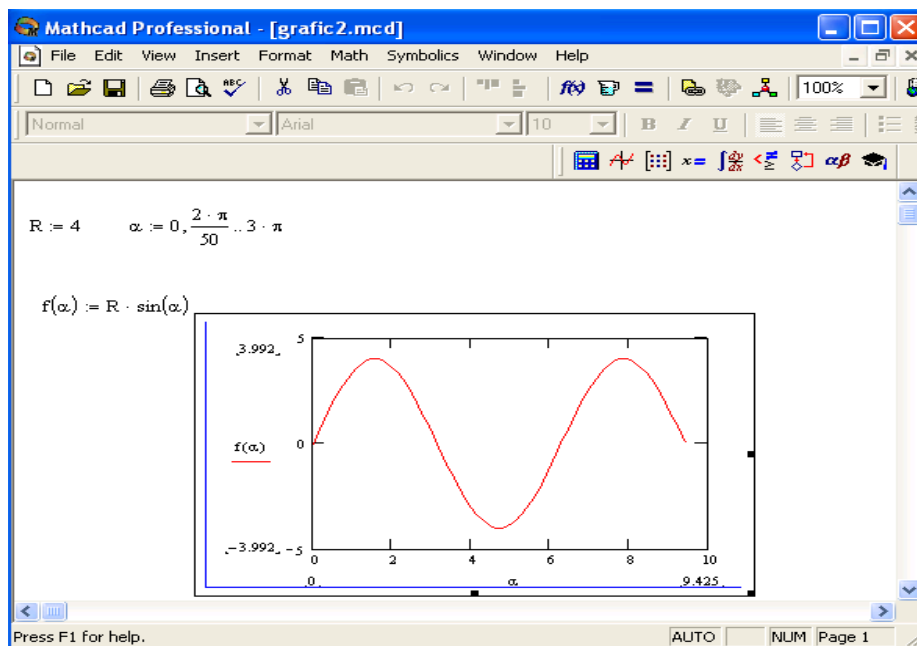 Mathcad Professional - [grafic2.mcd]
File Edit View Insert Format Math Symbolics Window Help
100%
Normal Arial 10 B I U
x= αβ
R := 4 α := 0, 2 · π / 50 .. 3 · π
f(α) := R · sin(α)
5
3.992
f(α) 0
-3.992 -5
0 2 4 6 8 10
0 α 9.425
Press F1 for help. AUTO NUM Page 1